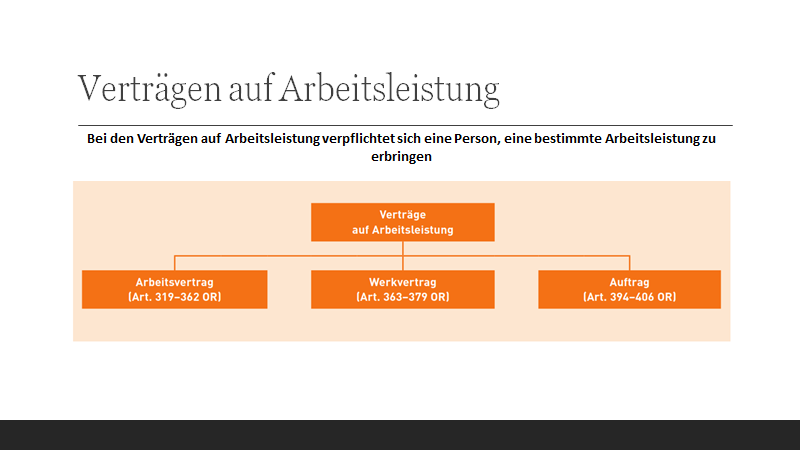 Verträgen auf Arbeitsleistung
Bei den Verträgen auf Arbeitsleistung verpflichtet sich eine Person, eine bestimmte Arbeitsleistung zu
erbringen
Verträge
auf Arbeitsleistung
Arbeitsvertrag
(Art. 319–362 OR)
Werkvertrag
(Art. 363–379 OR)
Auftrag
(Art. 394–406 OR)